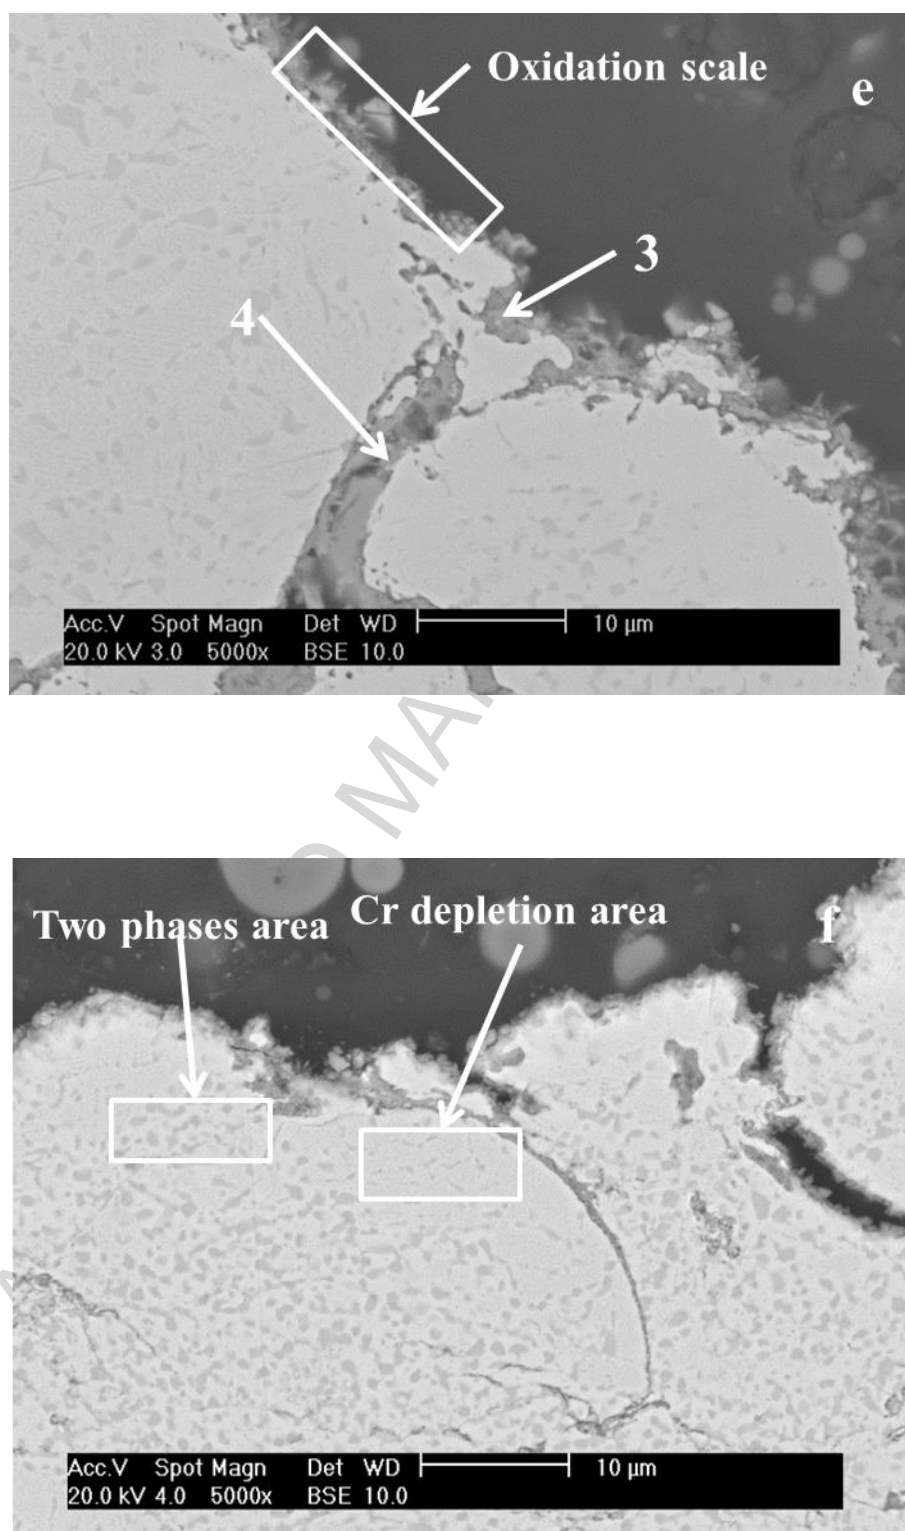 Oxidation scale
e
3
4
Acc.V Spot Magn Det WD 10 µm
20.0 kV 3.0 5000x BSE 10.0
Two phases area
Cr depletion area
f
Acc.V Spot Magn Det WD 10 µm
20.0 kV 4.0 5000x BSE 10.0